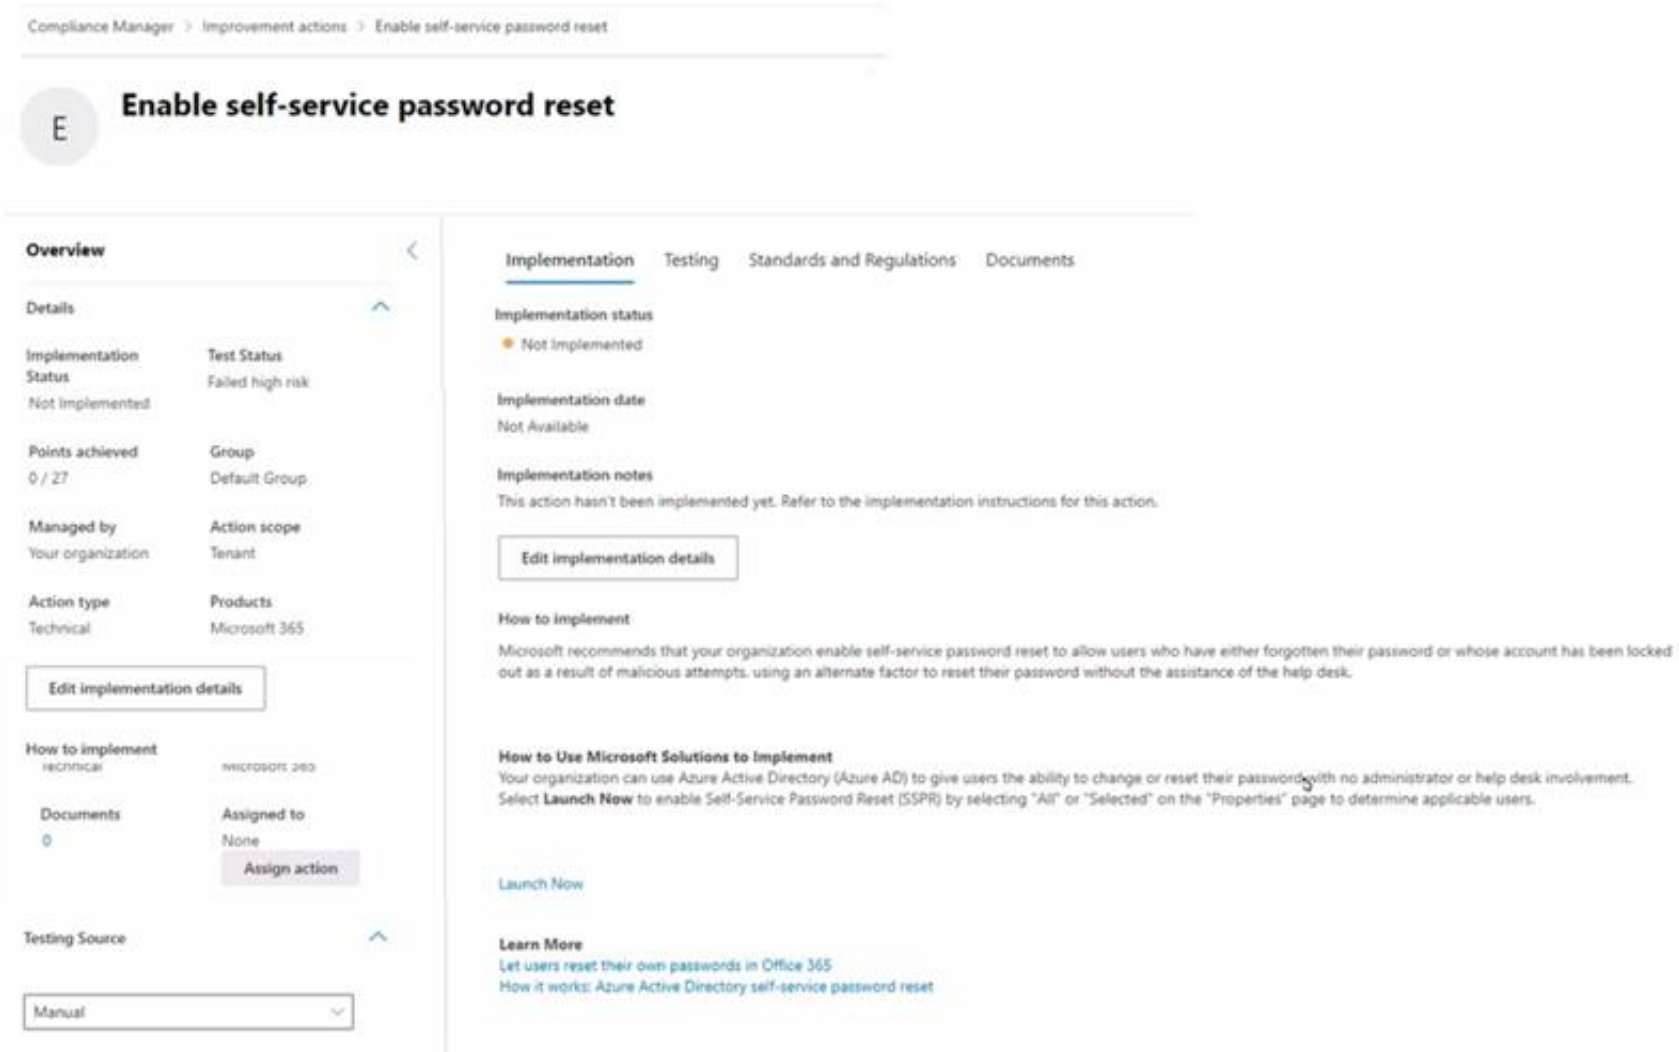 Compliance Manager > Improvement actions > Enable self-service password reset
E
Enable self-service password reset
Overview
Details
Implementation Status
Not Implemented
Test Status
Failed high risk
Points achieved
0 / 27
Group
Default Group
Managed by
Your organization
Action scope
Tenant
Action type
Technical
Products
Microsoft 365
Edit implementation details
How to implement
Technical
Microsoft 365
Documents
0
Assigned to
None
Assign action
Testing Source
Manual
Implementation
Testing
Standards and Regulations
Documents
Implementation status
Not Implemented
Implementation date
Not Available
Implementation notes
This action hasn't been implemented yet. Refer to the implementation instructions for this action.
Edit implementation details
How to implement
Microsoft recommends that your organization enable self-service password reset to allow users who have either forgotten their password or whose account has been locked
out as a result of malicious attempts, using an alternate factor to reset their password without the assistance of the help desk.
How to Use Microsoft Solutions to Implement
Your organization can use Azure Active Directory (Azure AD) to give users the ability to change or reset their password with no administrator or help desk involvement.
Select Launch Now to enable Self-Service Password Reset (SSPR) by selecting "All" or "Selected" on the "Properties" page to determine applicable users.
Launch Now
Learn More
Let users reset their own passwords in Office 365
How it works: Azure Active Directory self-service password reset